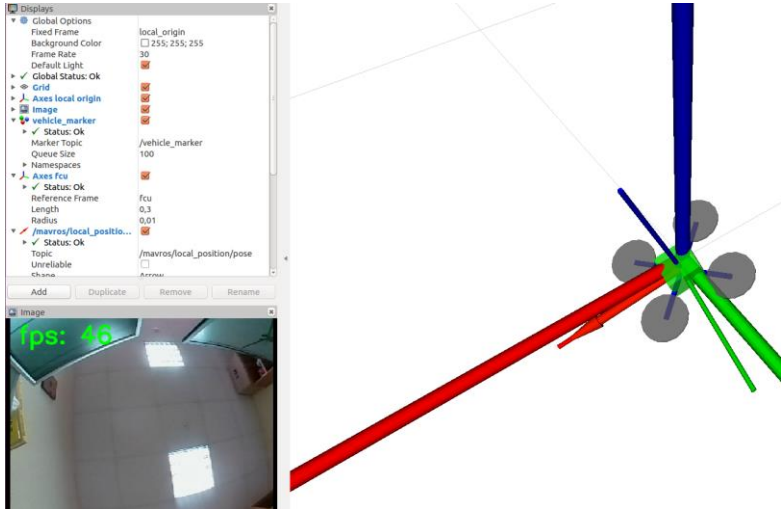 Displays
Global Options
Fixed Frame local_origin
Background Color 255; 255; 255
Frame Rate 30
Default Light
Global Status: Ok
Grid
Axes local origin
Image
vehicle_marker
Status: Ok
Marker Topic /vehicle_marker
Queue Size 100
Namespaces
Axes fcu
Status: Ok
Reference Frame fcu
Length 0,3
Radius 0,01
/mavros/local_positio...
Status: Ok
Topic /mavros/local_position/pose
Unreliable
Shape Arrow
Add Duplicate Remove Rename
Image
fps: 46